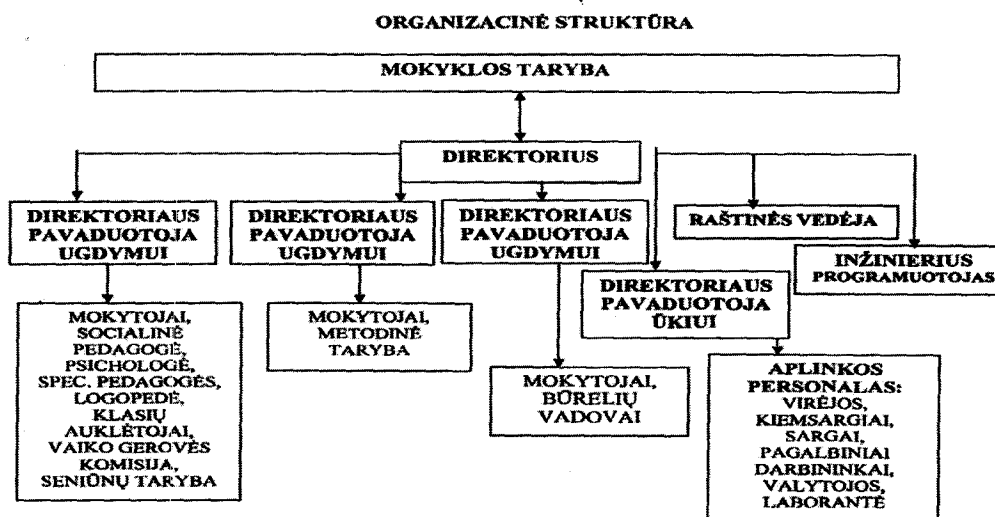 ORGANIZACINĖ STRUKTŪRA
MOKYKLOS TARYBA
DIREKTORIUS
DIREKTORIAUS
PAVADUOTOJA
UGDYMUI
DIREKTORIAUS
PAVADUOTOJA
UGDYMUI
DIREKTORIAUS
PAVADUOTOJA
UGDYMUI
RAŠTINĖS VEDĖJA
INŽINIERIUS
PROGRAMUOTOJAS
DIREKTORIAUS
PAVADUOTOJA
ŪKIUI
MOKYTOJAI,
SOCIALINĖ
PEDAGOGĖ,
PSICHOLOGĖ,
SPEC. PEDAGOGĖS,
LOGOPEDĖ,
KLASIŲ
AUKLĖTOJAI,
VAIKO GEROVĖS
KOMISIJA,
SENIŪNŲ TARYBA
MOKYTOJAI,
METODINĖ
TARYBA
MOKYTOJAI,
BŪRELIŲ
VADOVAI
APLINKOS
PERSONALAS:
VIRĖJOS,
KIEMSARGIAI,
SARGAI,
PAGALBINIAI
DARBININKAI,
VALYTOJOS,
LABORANTĖ